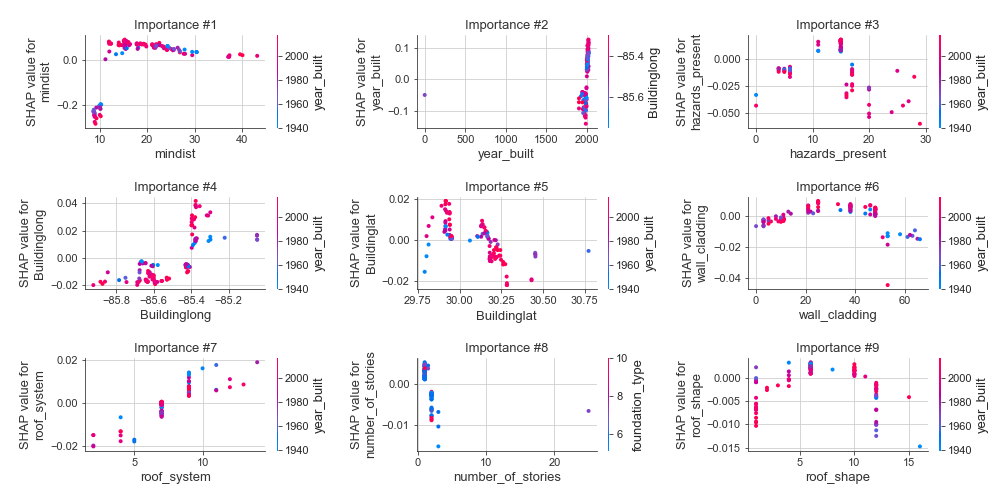 Importance #1
SHAP value for
mindist
0.0
−0.2
10
20
30
40
mindist
2000
1980
1960
1940
year_built
Importance #2
SHAP value for
year_built
0.1
0.0
−0.1
0
500
1000
1500
2000
year_built
−85.4
−85.6
Buildinglong
Importance #3
SHAP value for
hazards_present
0.000
−0.025
−0.050
0
10
20
30
hazards_present
2000
1980
1960
1940
year_built
Importance #4
SHAP value for
Buildinglong
0.04
0.02
0.00
−0.02
−85.8
−85.6
−85.4
−85.2
Buildinglong
2000
1980
1960
1940
year_built
Importance #5
SHAP value for
Buildinglat
0.02
0.00
−0.02
29.75
30.00
30.25
30.50
30.75
Buildinglat
2000
1980
1960
1940
year_built
Importance #6
SHAP value for
wall_cladding
0.00
−0.02
−0.04
0
20
40
60
wall_cladding
2000
1980
1960
1940
year_built
Importance #7
SHAP value for
roof_system
0.02
0.00
−0.02
5
10
roof_system
2000
1980
1960
1940
year_built
Importance #8
SHAP value for
number_of_stories
0.00
−0.01
0
10
20
number_of_stories
10
8
6
foundation_type
Importance #9
SHAP value for
roof_shape
0.000
−0.005
−0.010
−0.015
5
10
15
roof_shape
2000
1980
1960
1940
year_built